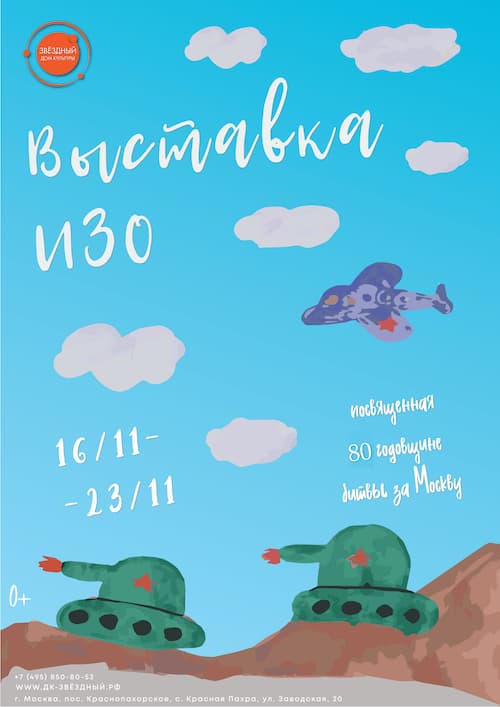 ЗВЁЗДНЫЙ
ДОМ КУЛЬТУРЫ
Выставка
ИЗО
16/11-
-23/11
посвященная
80 годовщине
битвы за Москву
0+
+7 (495) 850-80-53
WWW.ДК-ЗВЁЗДНЫЙ.РФ
г. Москва, пос. Краснопахорское, с. Красная Пахра, ул. Заводская, 20